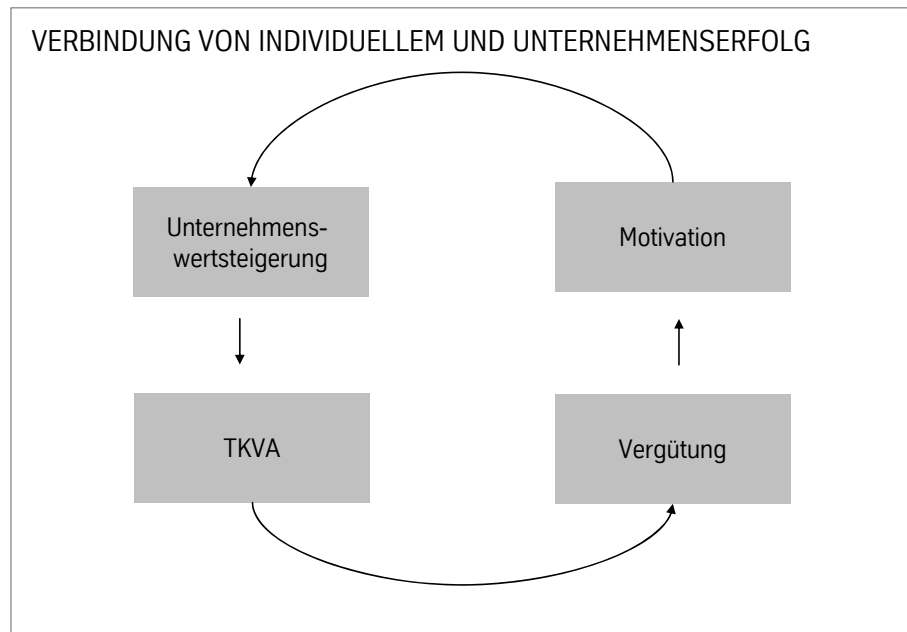 VERBINDUNG VON INDIVIDUELLEM UND UNTERNEHMENSERFOLG
Unternehmens-
wertsteigerung
Motivation
TKVA
Vergütung